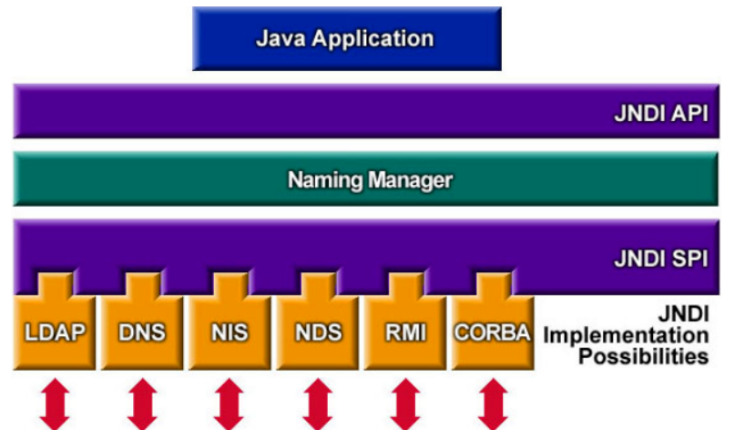 Java Application
JNDI API
Naming Manager
JNDI SPI
LDAP
DNS
NIS
NDS
RMI
CORBA
JNDI
Implementation
Possibilities